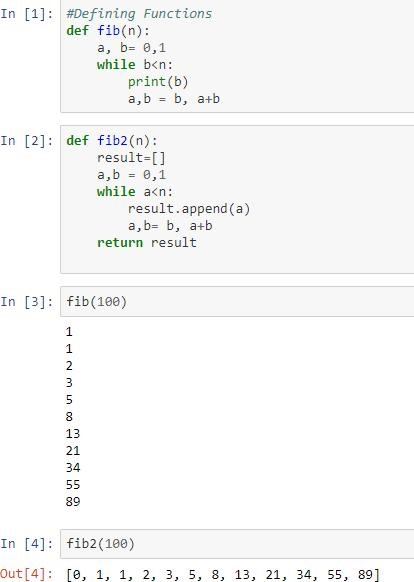 In [1]: #Defining Functions
def fib(n):
    a, b= 0,1
    while b<n:
        print(b)
        a,b = b, a+b
In [2]: def fib2(n):
    result=[]
    a,b = 0,1
    while a<n:
        result.append(a)
        a,b= b, a+b
    return result
In [3]: fib(100)
1
1
2
3
5
8
13
21
34
55
89
In [4]: fib2(100)
Out[4]: [0, 1, 1, 2, 3, 5, 8, 13, 21, 34, 55, 89]